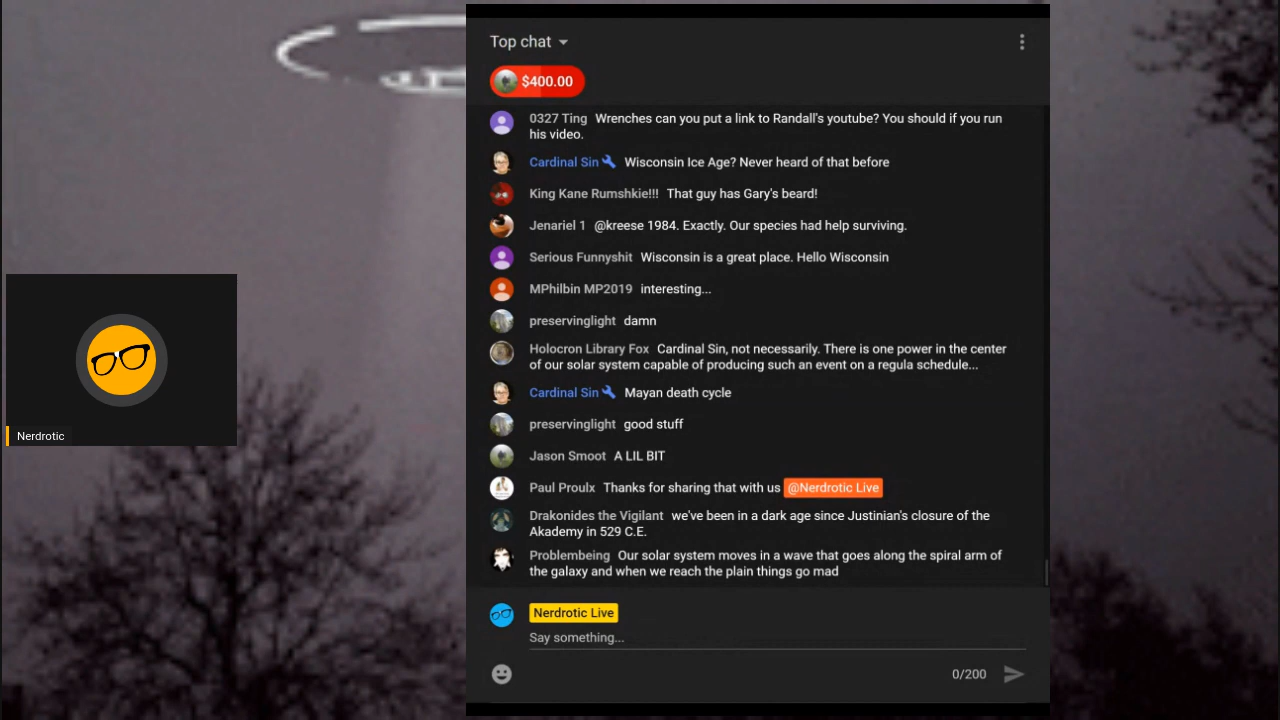 Top chat
$400.00
0327 Ting Wrenches can you put a link to Randall's youtube? You should if you run
his video.
Cardinal Sin Wisconsin Ice Age? Never heard of that before
King Kane Rumshkie!!! That guy has Gary's beard!
Jenariel 1 @kreese 1984. Exactly. Our species had help surviving.
Serious Funnyshit Wisconsin is a great place. Hello Wisconsin
MPhilbin MP2019 interesting...
preservinglight damn
Holocron Library Fox Cardinal Sin, not necessarily. There is one power in the center
of our solar system capable of producing such an event on a regula schedule...
Cardinal Sin Mayan death cycle
preservinglight good stuff
Jason Smoot A LIL BIT
Paul Proulx Thanks for sharing that with us @Nerdrotic Live
Drakonides the Vigilant we've been in a dark age since Justinian's closure of the
Akademy in 529 C.E.
Problembeing Our solar system moves in a wave that goes along the spiral arm of
the galaxy and when we reach the plain things go mad
Nerdrotic Live
Say something...
0/200
Nerdrotic